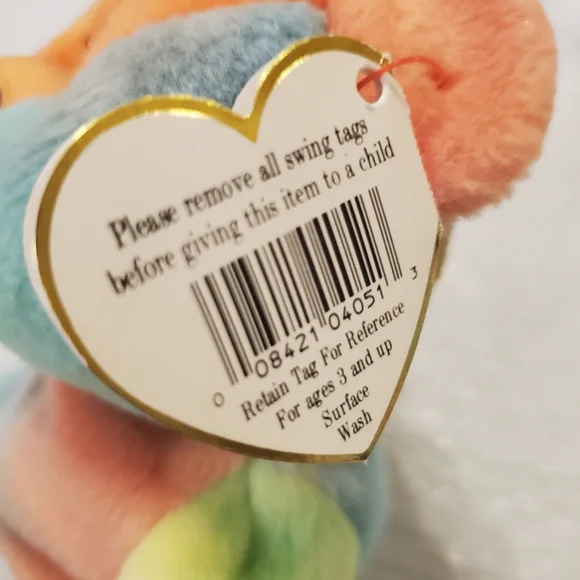 Please remove all swing tags
before giving this item to a child
0 08421 04051 3
Retain Tag For Reference
For ages 3 and up
Surface
Wash